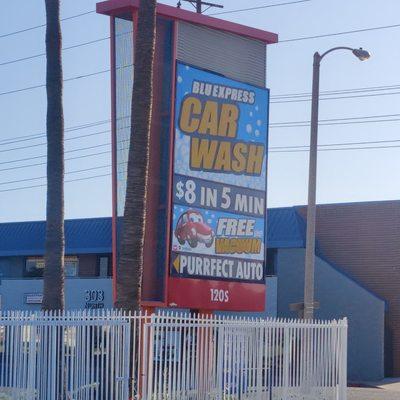 BLU EXPRESS
CAR
WASH
$8 IN 5 MIN
FREE
VACUUM
PURRFECT AUTO
120S
303